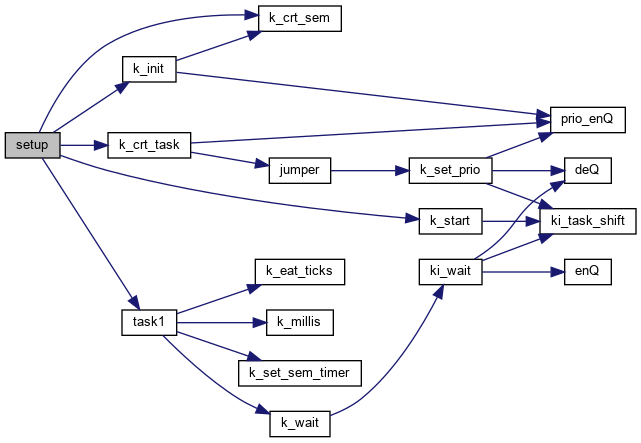 k_crt_sem
k_init
prio_enQ
setup
k_crt_task
jumper
k_set_prio
deQ
k_start
ki_task_shift
k_eat_ticks
ki_wait
enQ
task1
k_millis
k_set_sem_timer
k_wait